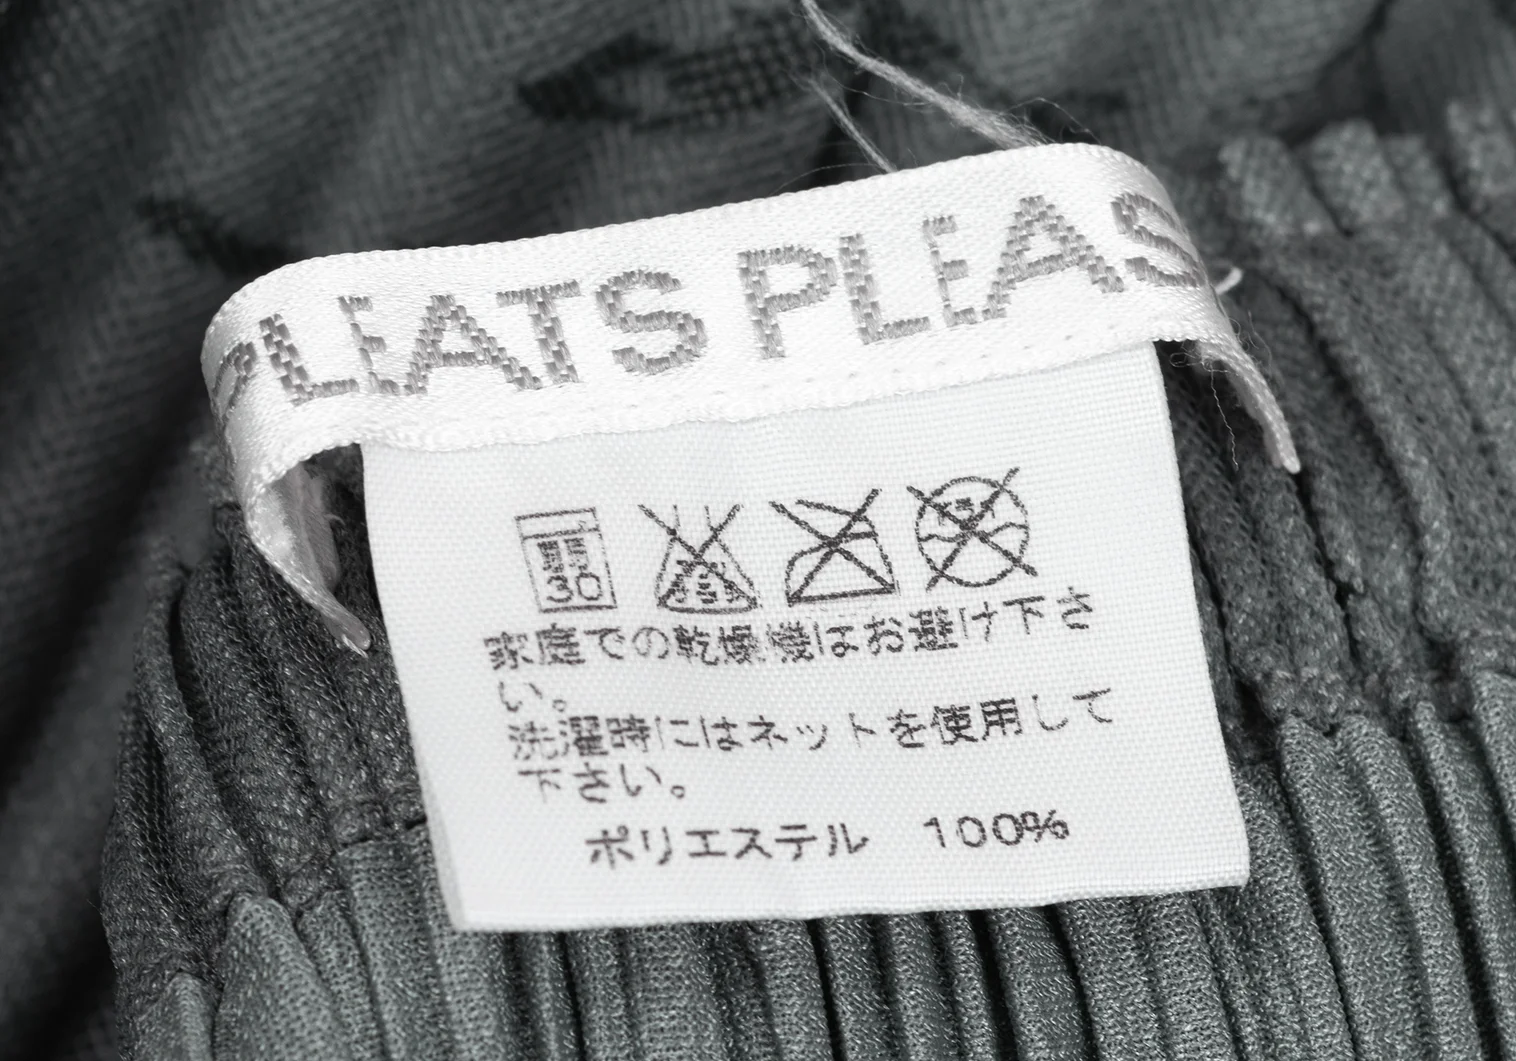 PLEATS PLEAS
弱
30
家庭での乾燥機はお避け下さ
い。
洗濯時にはネットを使用して
下さい。
ポリエステル 100%